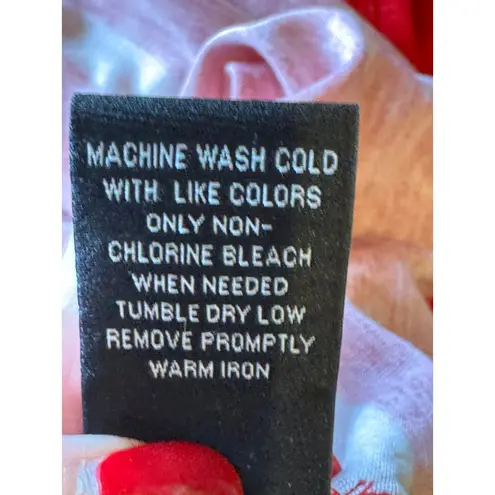 MACHINE WASH COLD
WITH LIKE COLORS
ONLY NON-
CHLORINE BLEACH
WHEN NEEDED
TUMBLE DRY LOW
REMOVE PROMPTLY
WARM IRON